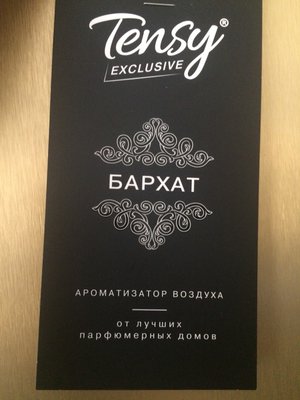 Tensy®
EXCLUSIVE
БАРХАТ
АРОМАТИЗАТОР ВОЗДУХА
от лучших
парфюмерных домов